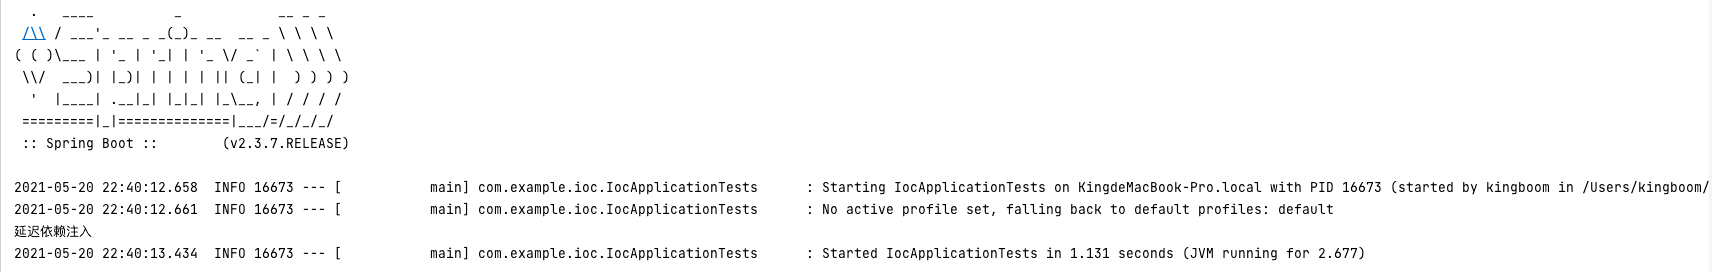 .   ____          _            __ _ _
 /\\ / ___'_ __ _ _(_)_ __  __ _ \ \ \ \
( ( )\___ | '_ | '_| | '_ \/ _` | \ \ \ \
 \\/  ___)| |_)| | | | | || (_| |  ) ) ) )
  '  |____| .__|_| |_|_| |_\__, | / / / /
 =========|_|==============|___/=/_/_/_/
 :: Spring Boot ::        (v2.3.7.RELEASE)
2021-05-20 22:40:12.658  INFO 16673 --- [           main] com.example.ioc.IocApplicationTests      : Starting IocApplicationTests on KingdeMacBook-Pro.local with PID 16673 (started by kingboom in /Users/kingboom/
2021-05-20 22:40:12.661  INFO 16673 --- [           main] com.example.ioc.IocApplicationTests      : No active profile set, falling back to default profiles: default
延迟依赖注入
2021-05-20 22:40:13.434  INFO 16673 --- [           main] com.example.ioc.IocApplicationTests      : Started IocApplicationTests in 1.131 seconds (JVM running for 2.677)